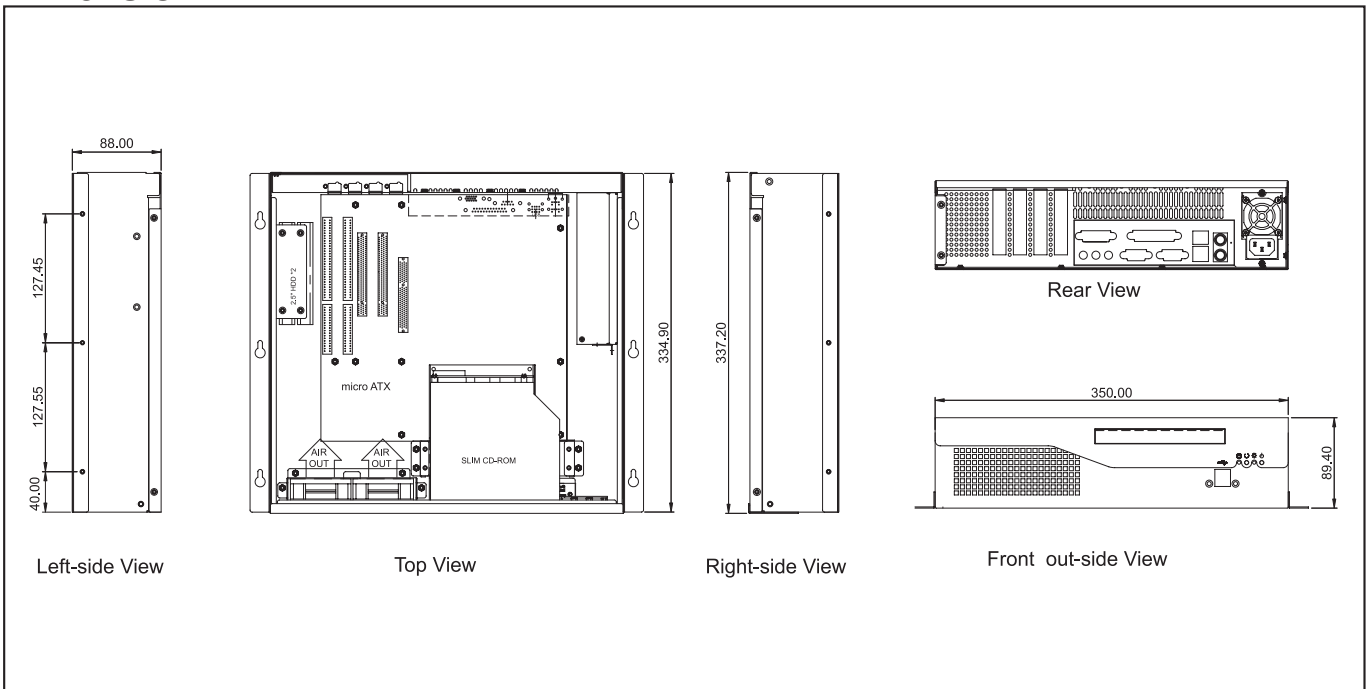 88.00
127.45
127.55
40.00
Left-side View
2.5" HDD *2
micro ATX
AIR
OUT
AIR
OUT
SLIM CD-ROM
334.90
Top View
337.20
Right-side View
Rear View
350.00
89.40
Front out-side View